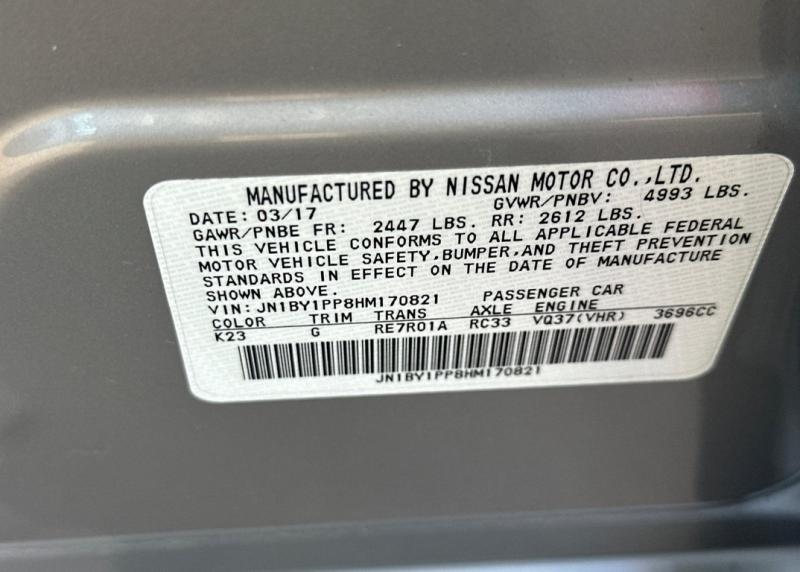 MANUFACTURED BY NISSAN MOTOR CO.,LTD.
DATE: 03/17 GVWR/PNBV: 4993 LBS.
GAWR/PNBE FR: 2447 LBS. RR: 2612 LBS.
THIS VEHICLE CONFORMS TO ALL APPLICABLE FEDERAL
MOTOR VEHICLE SAFETY,BUMPER,AND THEFT PREVENTION
STANDARDS IN EFFECT ON THE DATE OF MANUFACTURE
SHOWN ABOVE.
VIN: JN1BY1PP8HM170821 PASSENGER CAR
COLOR TRIM TRANS AXLE ENGINE
K23 G RE7R01A RC33 VQ37(VHR) 3696CC
JN1BY1PP8HM170821